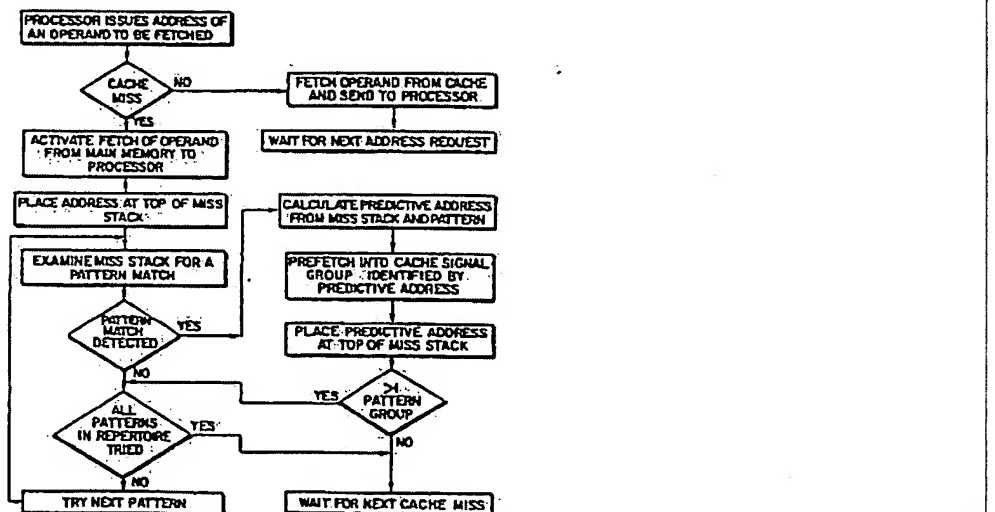 PROCESSOR ISSUES ADDRESS OF
AN OPERAND TO BE FETCHED
CACHE
MISS
NO
YES
FETCH OPERAND FROM CACHE
AND SEND TO PROCESSOR
WAIT FOR NEXT ADDRESS REQUEST
ACTIVATE FETCH OF OPERAND
FROM MAIN MEMORY TO
PROCESSOR
PLACE ADDRESS AT TOP OF MISS
STACK
EXAMINE MISS STACK FOR A
PATTERN MATCH
PATTERN
MATCH
DETECTED
YES
NO
CALCULATE PREDICTIVE ADDRESS
FROM MISS STACK AND PATTERN
PREFETCH INTO CACHE SIGNAL
GROUP IDENTIFIED BY
PREDICTIVE ADDRESS
PLACE PREDICTIVE ADDRESS
AT TOP OF MISS STACK
>1
PATTERN
GROUP
YES
NO
ALL
PATTERNS
IN REPERTOIRE
TRIED
YES
NO
TRY NEXT PATTERN
WAIT FOR NEXT CACHE MISS